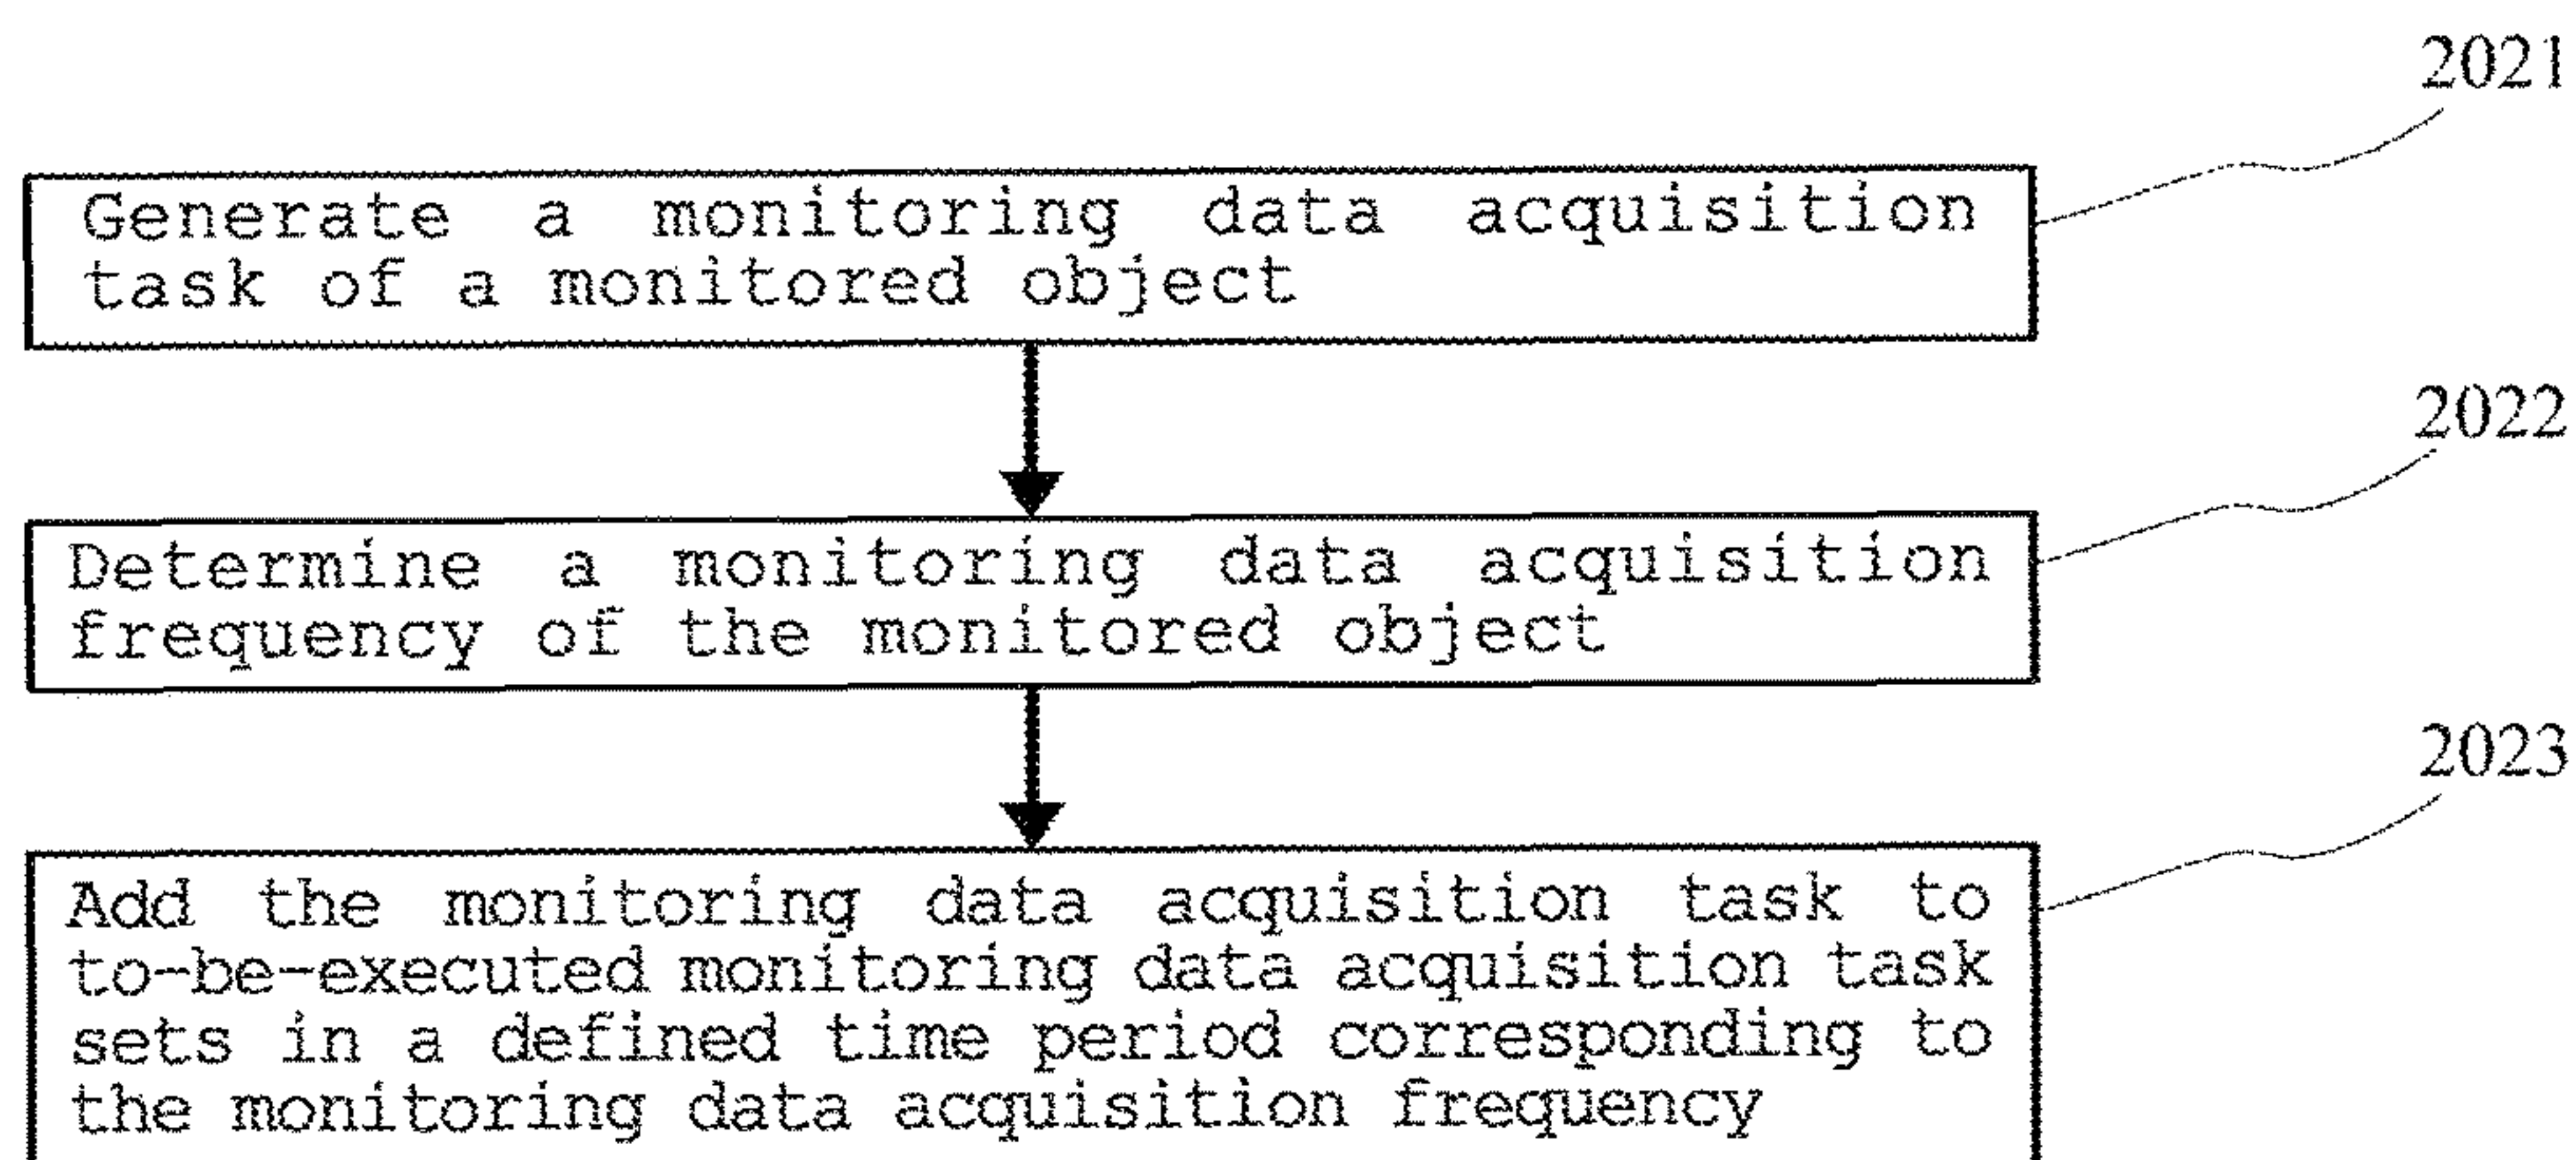 2021
Generate a monitoring data acquisition
task of a monitored object
2022
Determine a monitoring data acquisition
frequency of the monitored object
2023
Add the monitoring data acquisition task to
to-be-executed monitoring data acquisition task
sets in a defined time period corresponding to
the monitoring data acquisition frequency